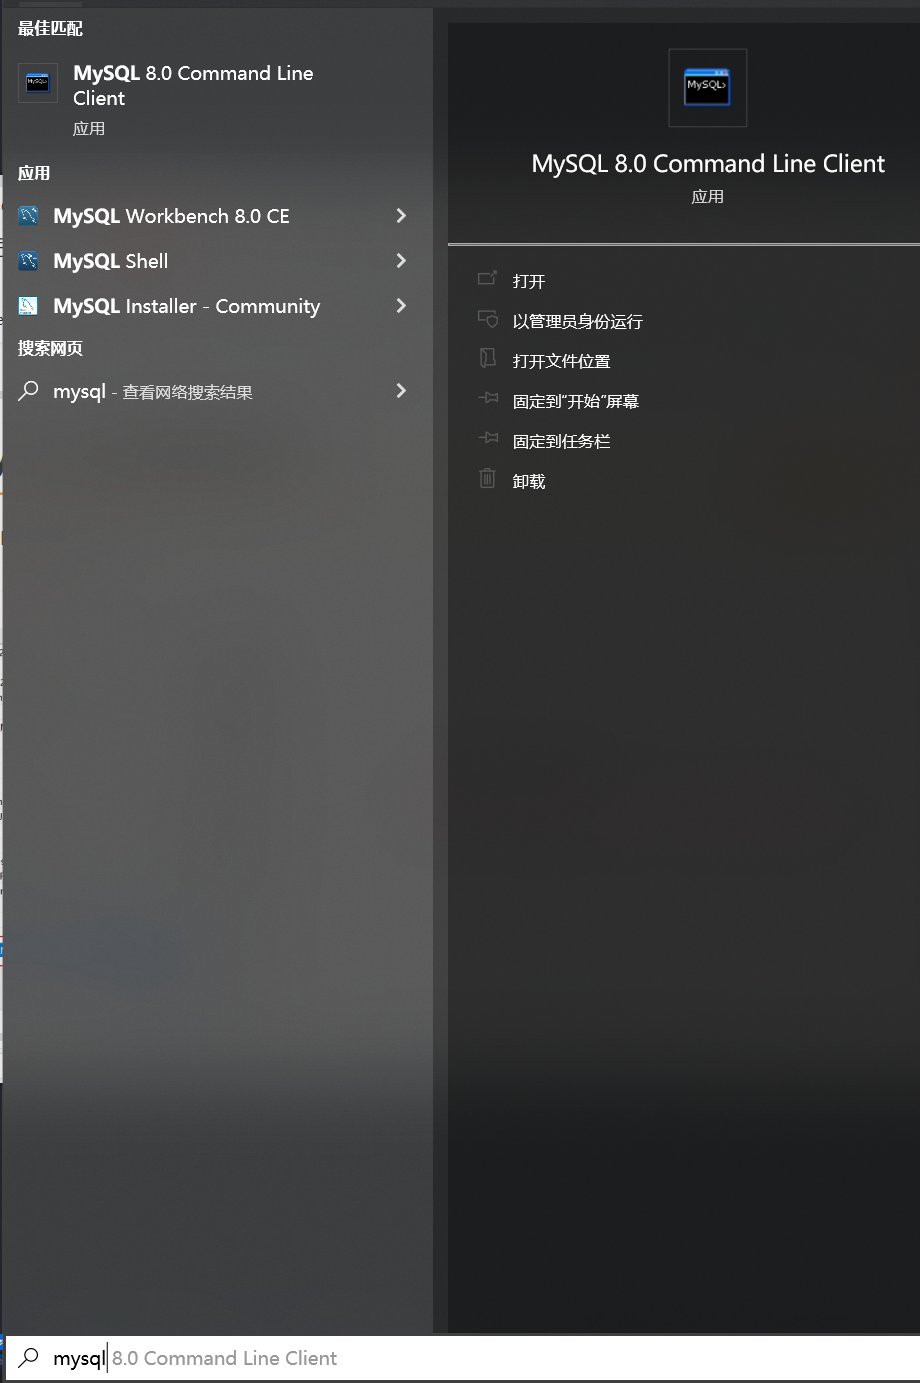 最佳匹配
MySQL 8.0 Command Line
Client
应用
应用
MySQL Workbench 8.0 CE
MySQL Shell
MySQL Installer - Community
搜索网页
mysql - 查看网络搜索结果
MySQL>
MySQL 8.0 Command Line Client
应用
打开
以管理员身份运行
打开文件位置
固定到“开始”屏幕
固定到任务栏
卸载
mysql 8.0 Command Line Client